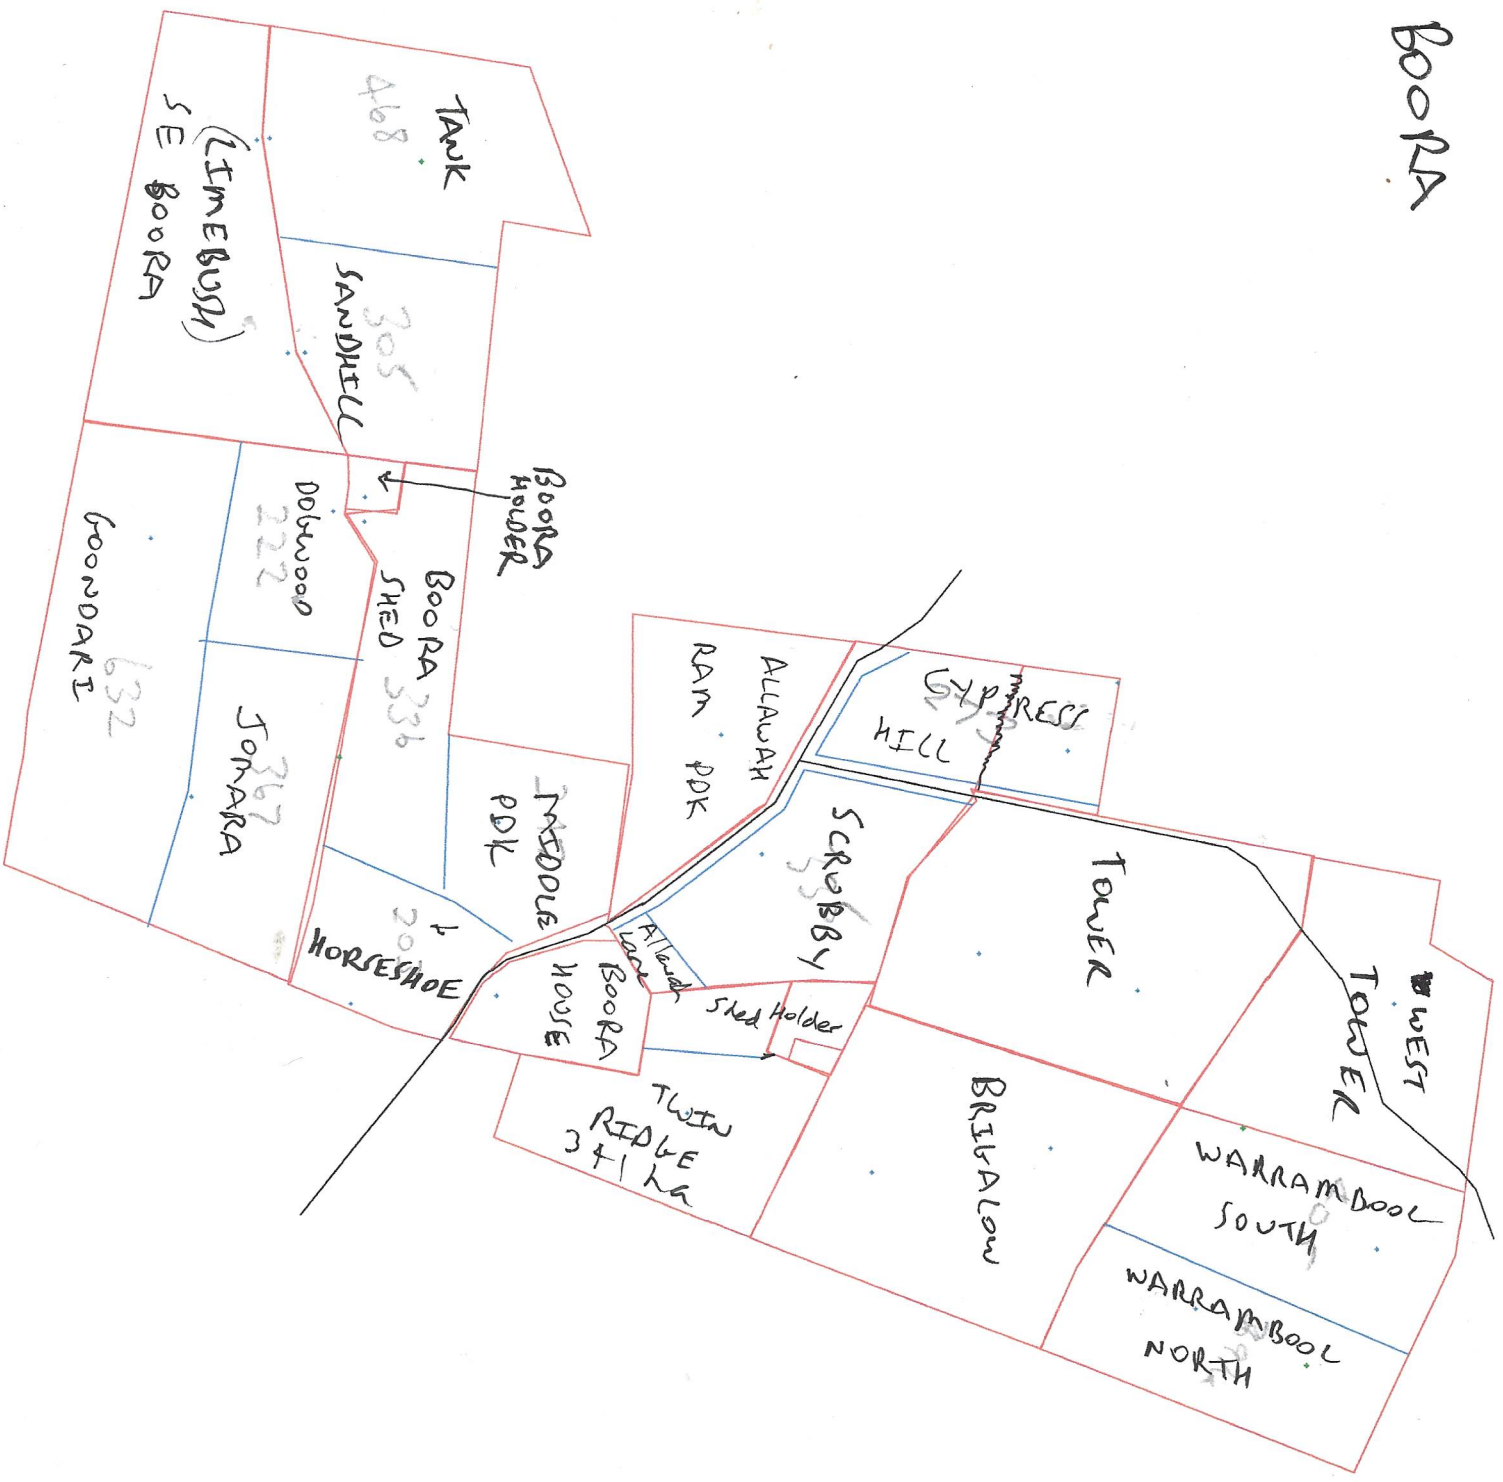 BOORA
TANK
468
(LIMEBUSH)
SE BOORA
305
SANDHILL
BOORA
HOLDER
DOGWOOD
222
BOORA
SHED 336
GOONDARI
632
JOMARA
367
MIDDLE
PDK
HORSESHOE
ALLAWAH
RAM PDK
CYPRESS
HILL
SCRUBBY
Allawah
Lane
BOORA
HOUSE
Shed
Holder
TWIN
RIDGE
341 ha
TOWER
WEST
TOWER
BRIGALOW
WARRAMBOOL
SOUTH
WARRAMBOOL
NORTH